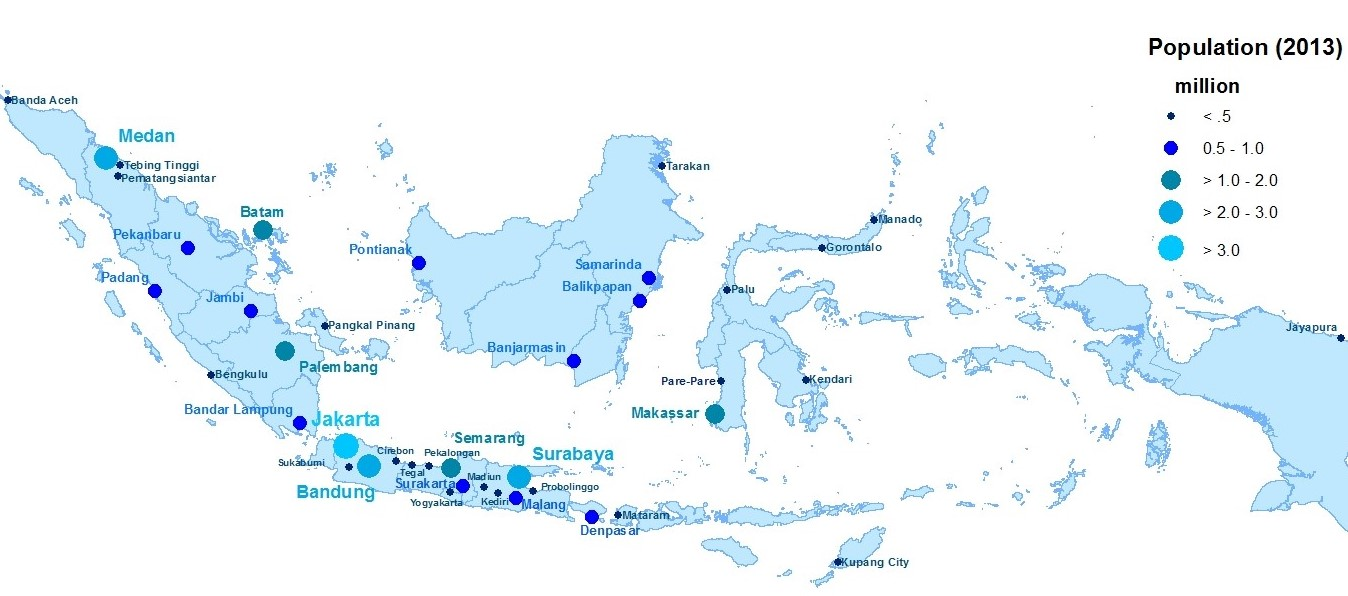 Population (2013)
million
< .5
0.5 - 1.0
> 1.0 - 2.0
> 2.0 - 3.0
> 3.0
Banda Aceh
Medan
Tebing Tinggi
Pematangsiantar
Tarakan
Batam
Manado
Pekanbaru
Pontianak
Gorontalo
Samarinda
Padang
Balikpapan
Palu
Jambi
Pangkal Pinang
Jayapura
Banjarmasin
Palembang
Bengkulu
Pare-Pare
Kendari
Bandar Lampung
Makassar
Jakarta
Semarang
Cirebon
Pekalongan
Surabaya
Sukabumi
Tegal
Madiun
Surakarta
Probolinggo
Bandung
Yogyakarta
Kediri
Malang
Mataram
Denpasar
Kupang City